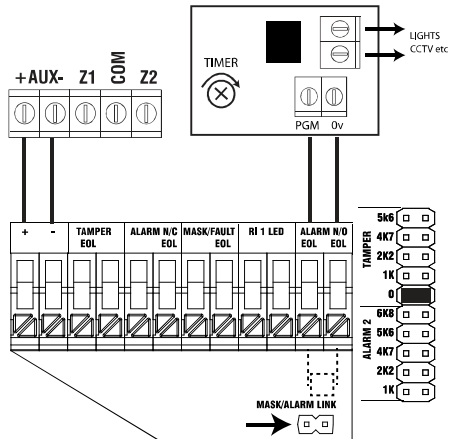 LIGHTS
CCTV etc
TIMER
+AUX- Z1 COM Z2
PGM 0v
+ - TAMPER ALARM N/C MASK/FAULT RI 1 LED ALARM N/O
EOL EOL EOL EOL EOL
TAMPER
5k6
4K7
2K2
1K
0
ALARM 2
6K8
5K6
4K7
2K2
1K
MASK/ALARM LINK